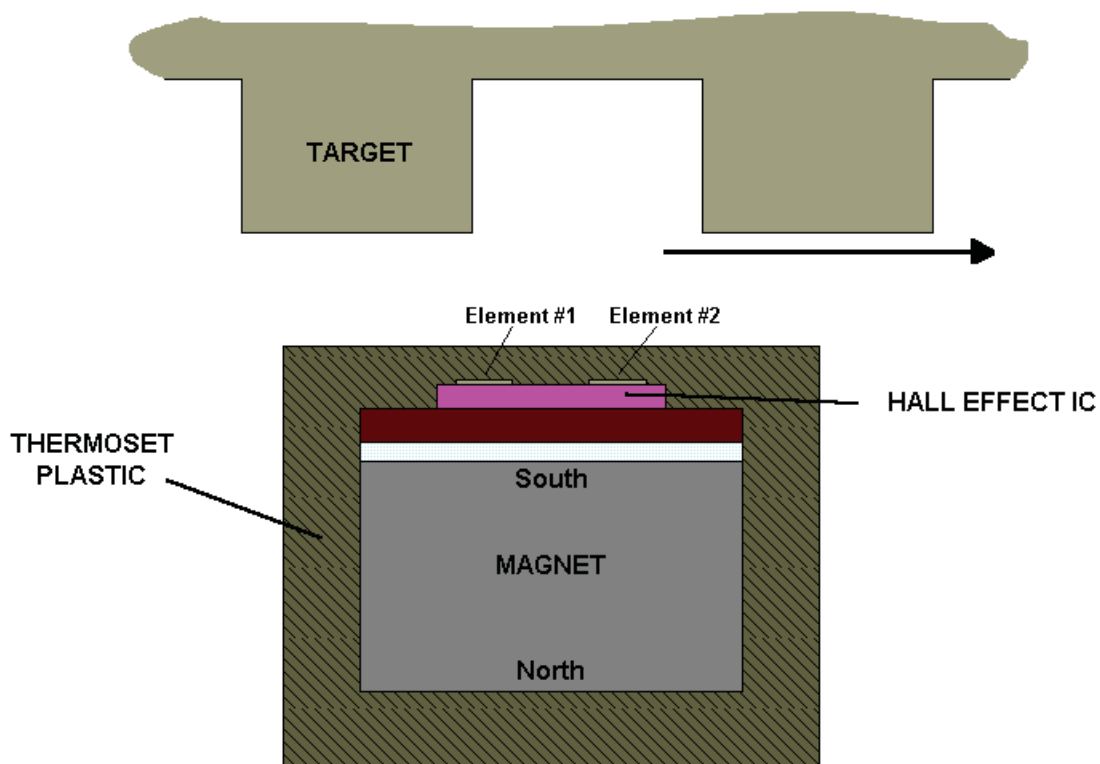 TARGET
Element #1
Element #2
HALL EFFECT IC
THERMOSET
PLASTIC
South
MAGNET
North